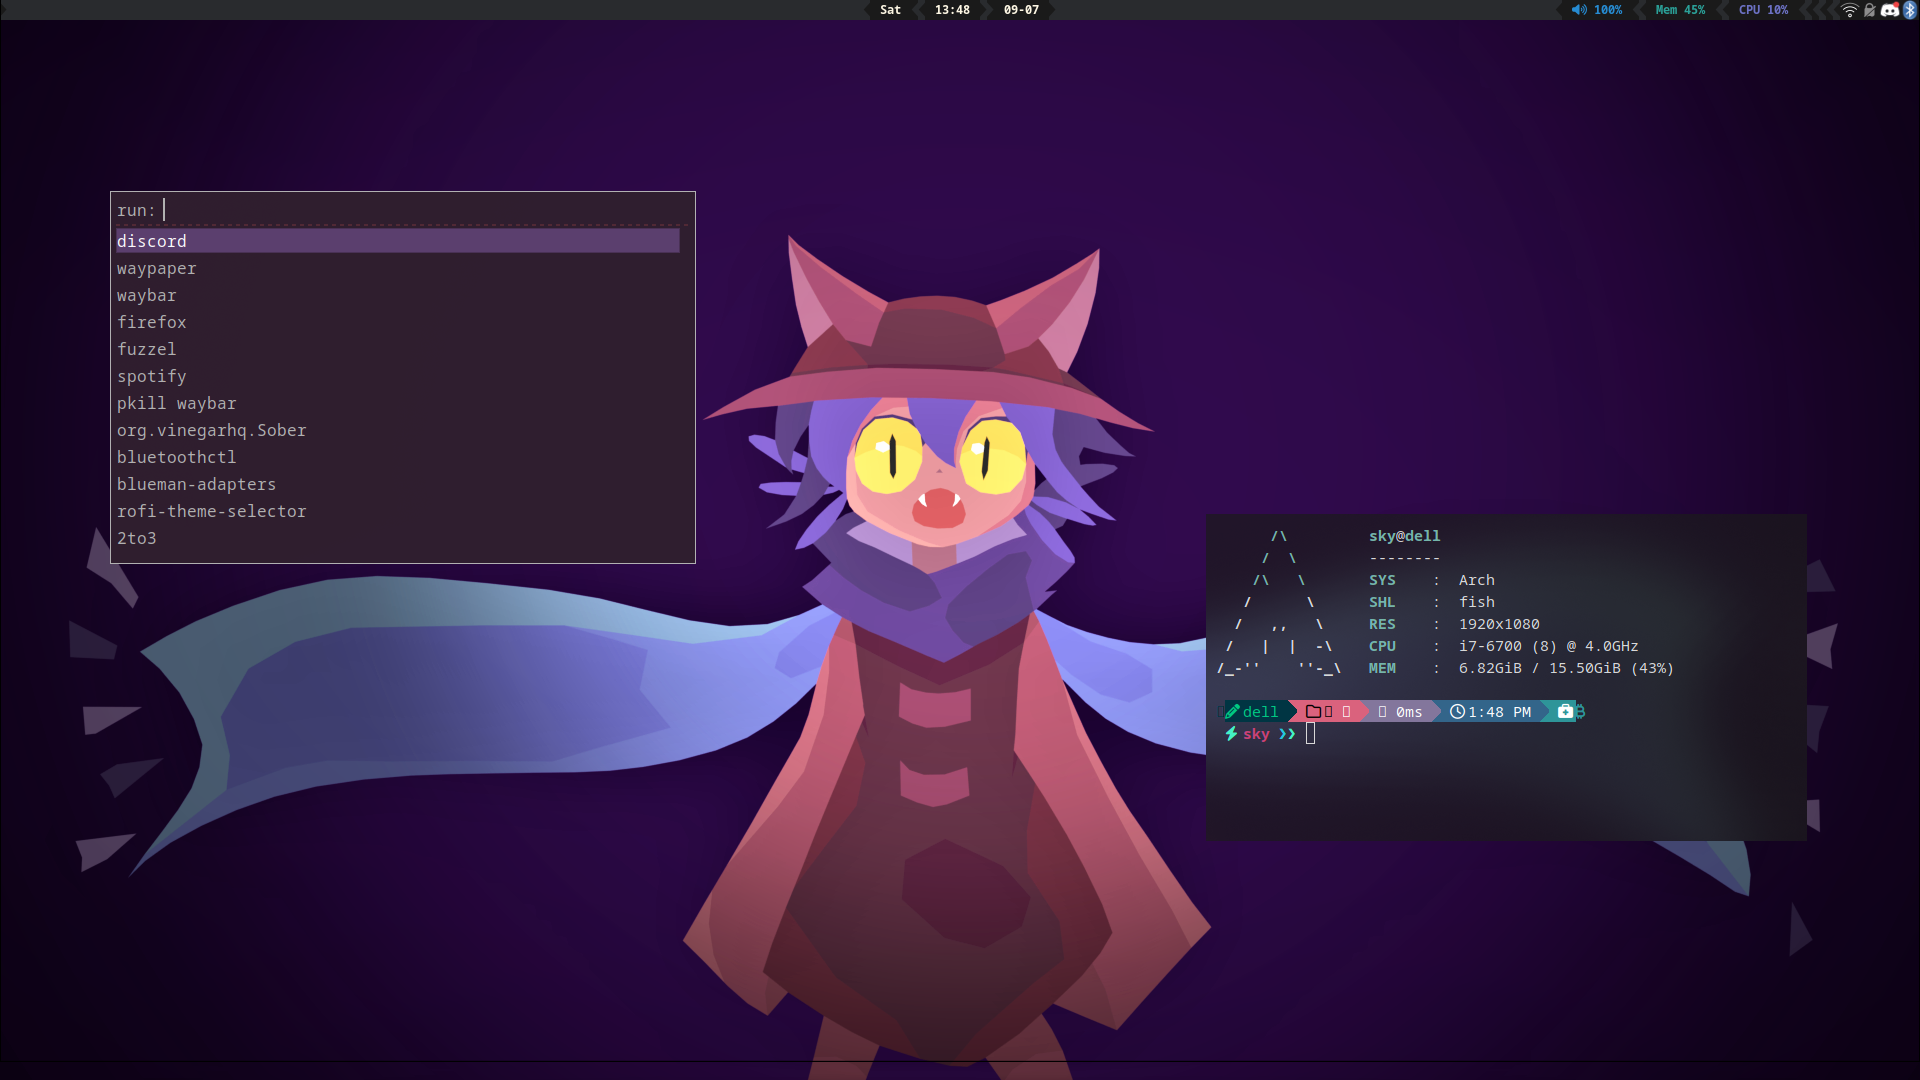 Sat 13:48 09-07 100% Mem 45% CPU 10%
run:
discord
waypaper
waybar
firefox
fuzzel
spotify
pkill waybar
org.vinegarhq.Sober
bluetoothctl
blueman-adapters
rofi-theme-selector
2to3
sky@dell
--------
SYS : Arch
SHL : fish
RES : 1920x1080
CPU : i7-6700 (8) @ 4.0GHz
MEM : 6.82GiB / 15.50GiB (43%)
dell 0ms 1:48 PM
sky ❯❯